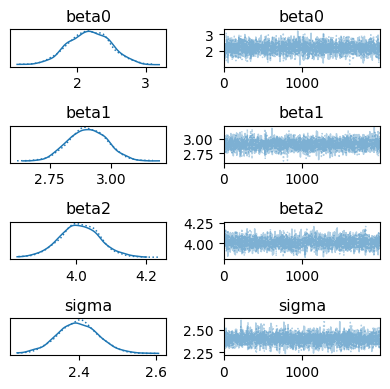 beta0 beta0
3
2
2 3 0 1000
beta1 beta1
3.00
2.75
2.75 3.00 0 1000
beta2 beta2
4.25
4.00
4.0 4.2 0 1000
sigma sigma
2.50
2.25
2.4 2.6 0 1000